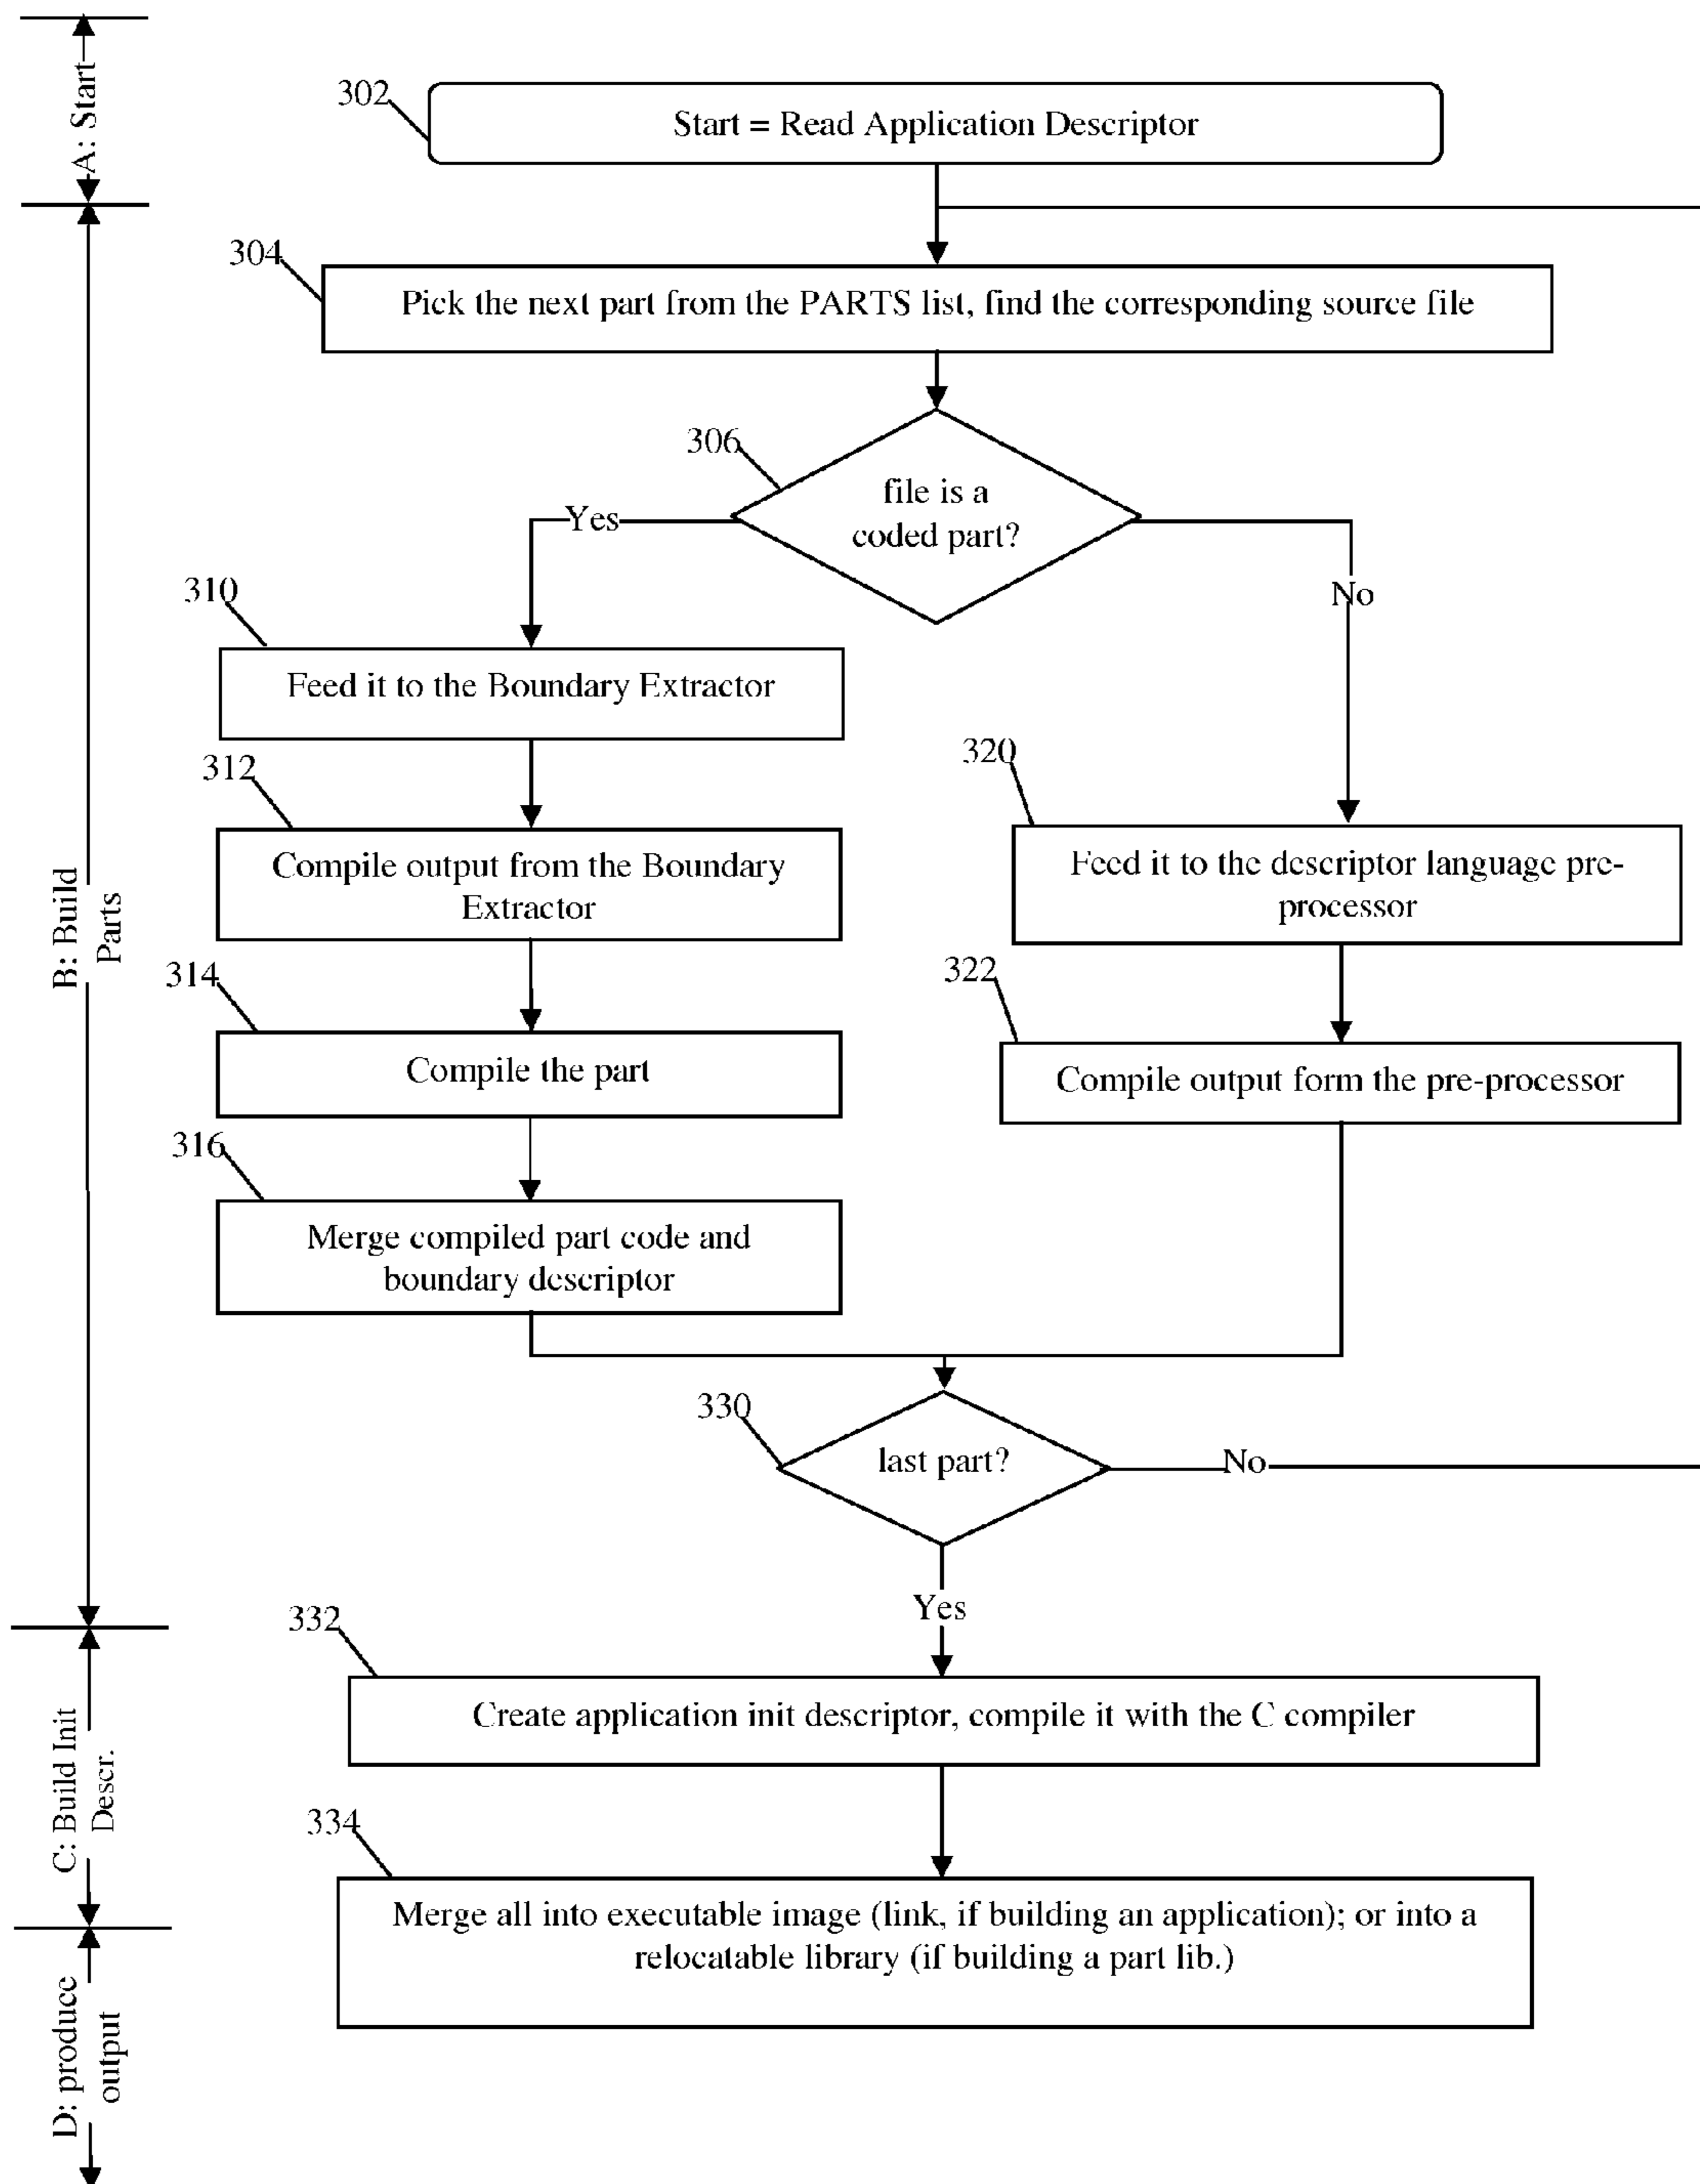 A: Start
302
Start = Read Application Descriptor
304
Pick the next part from the PARTS list, find the corresponding source file
306
file is a
coded part?
Yes
No
310
Feed it to the Boundary Extractor
312
Compile output from the Boundary
Extractor
320
Feed it to the descriptor language pre-
processor
B: Build
Parts
314
Compile the part
322
Compile output form the pre-processor
316
Merge compiled part code and
boundary descriptor
330
last part?
No
Yes
332
Create application init descriptor, compile it with the C compiler
C: Build Init
Descr.
334
Merge all into executable image (link, if building an application); or into a
relocatable library (if building a part lib.)
D: produce
output